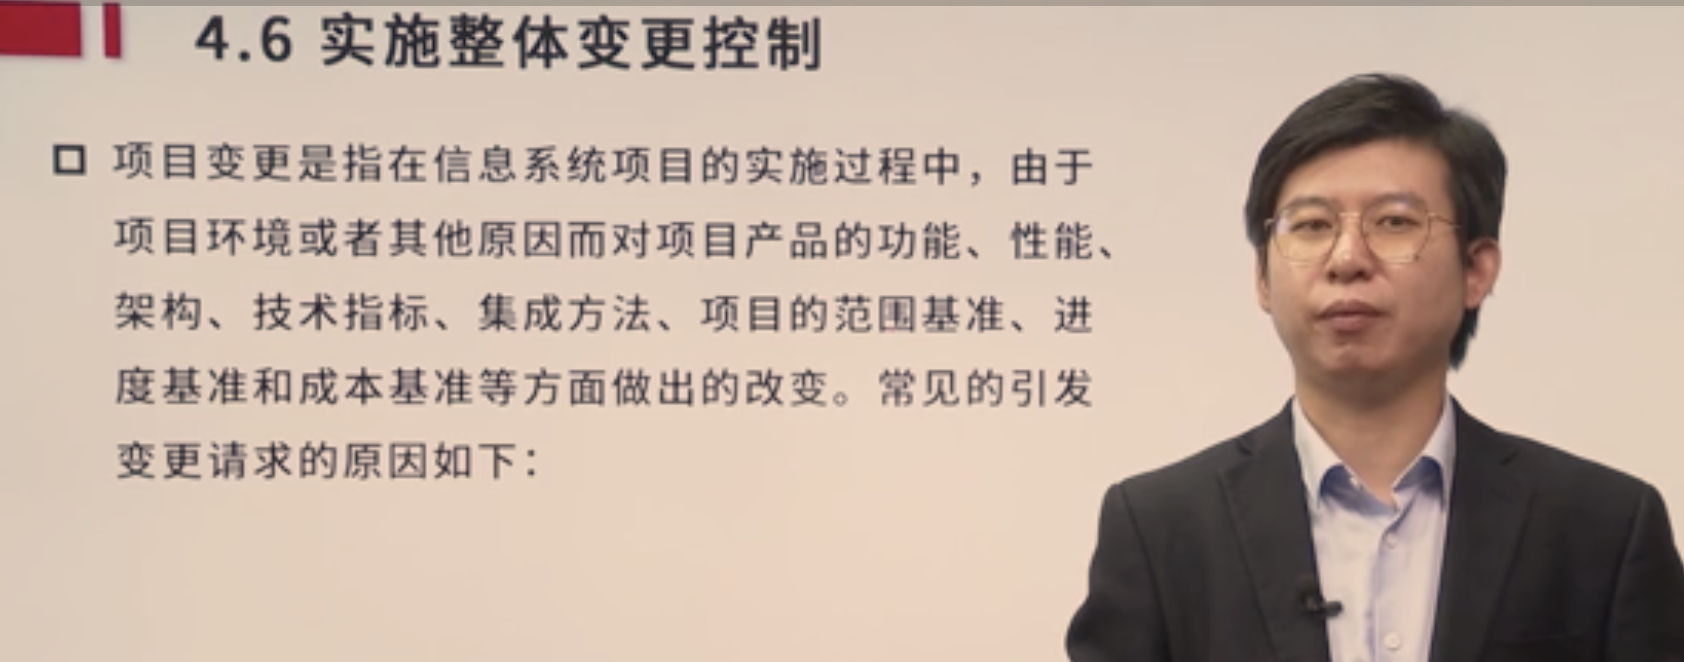 4.6 实施整体变更控制
项目变更是指在信息系统项目的实施过程中，由于
项目环境或者其他原因而对项目产品的功能、性能、
架构、技术指标、集成方法、项目的范围基准、进
度基准和成本基准等方面做出的改变。常见的引发
变更请求的原因如下：